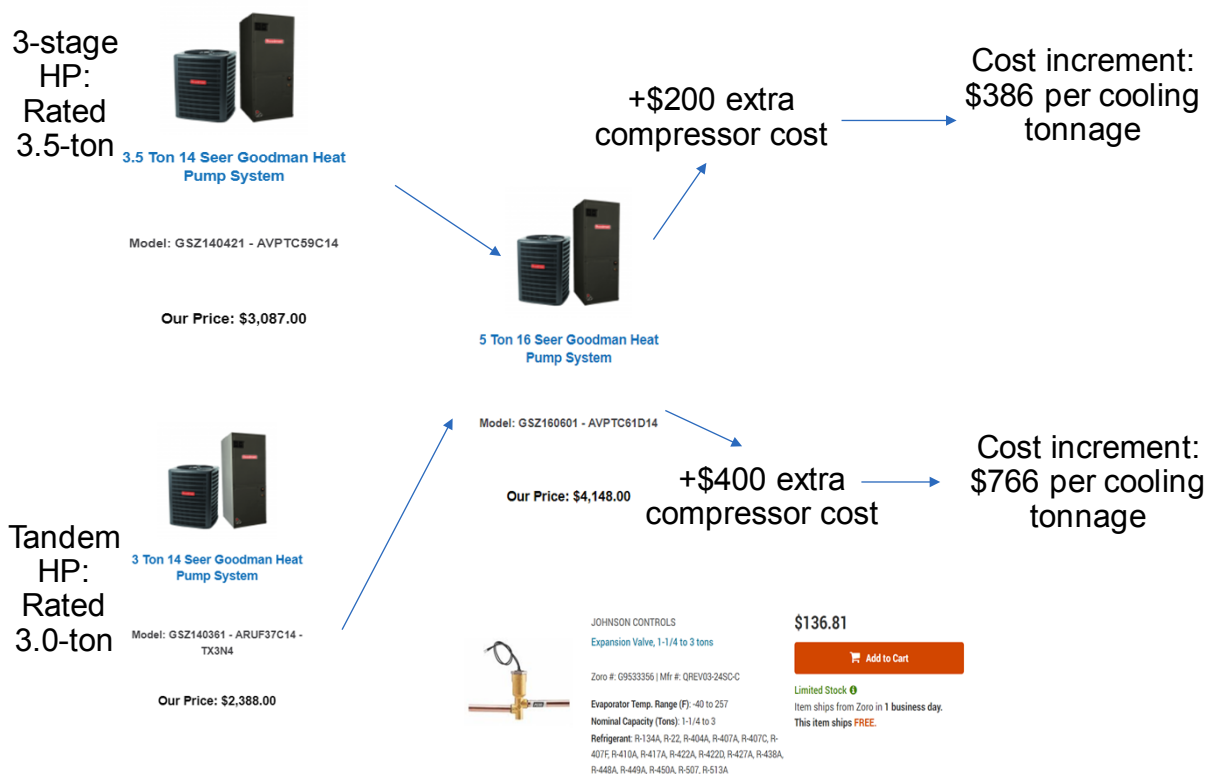 3-stage
HP:
Rated
3.5-ton
3.5 Ton 14 Seer Goodman Heat
Pump System
Model: GSZ140421 - AVPTC59C14
Our Price: $3,087.00
+$200 extra
compressor cost
Cost increment:
$386 per cooling
tonnage
5 Ton 16 Seer Goodman Heat
Pump System
Model: GSZ160601 - AVPTC61D14
Our Price: $4,148.00
+$400 extra
compressor cost
Cost increment:
$766 per cooling
tonnage
Tandem
HP:
Rated
3.0-ton
3 Ton 14 Seer Goodman Heat
Pump System
Model: GSZ140361 - ARUF37C14 -
TX3N4
Our Price: $2,388.00
JOHNSON CONTROLS
Expansion Valve, 1-1/4 to 3 tons
Zoro #: G9533356 | Mfr #: QREV03-24SC-C
Evaporator Temp. Range (F): -40 to 257
Nominal Capacity (Tons): 1-1/4 to 3
Refrigerant: R-134A, R-22, R-404A, R-407A, R-407C, R-
407F, R-410A, R-417A, R-422A, R-422D, R-427A, R-438A,
R-448A, R-449A, R-450A, R-507, R-513A
$136.81
Add to Cart
Limited Stock
Item ships from Zoro in 1 business day.
This item ships FREE.